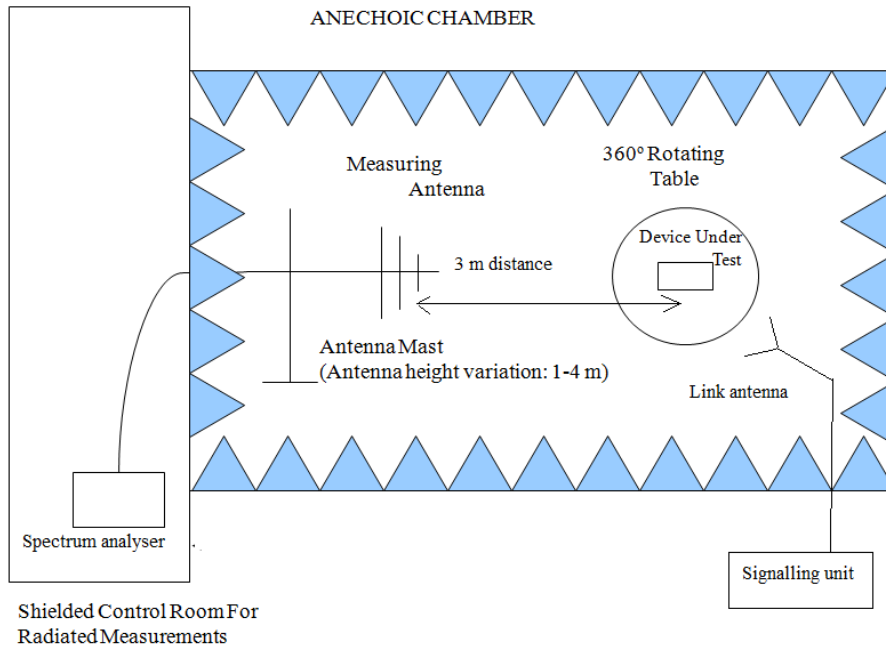 ANECHOIC CHAMBER
Measuring
Antenna
360º Rotating
Table
Device Under
Test
3 m distance
Antenna Mast
(Antenna height variation: 1-4 m)
Link antenna
Spectrum analyser
Signalling unit
Shielded Control Room For
Radiated Measurements